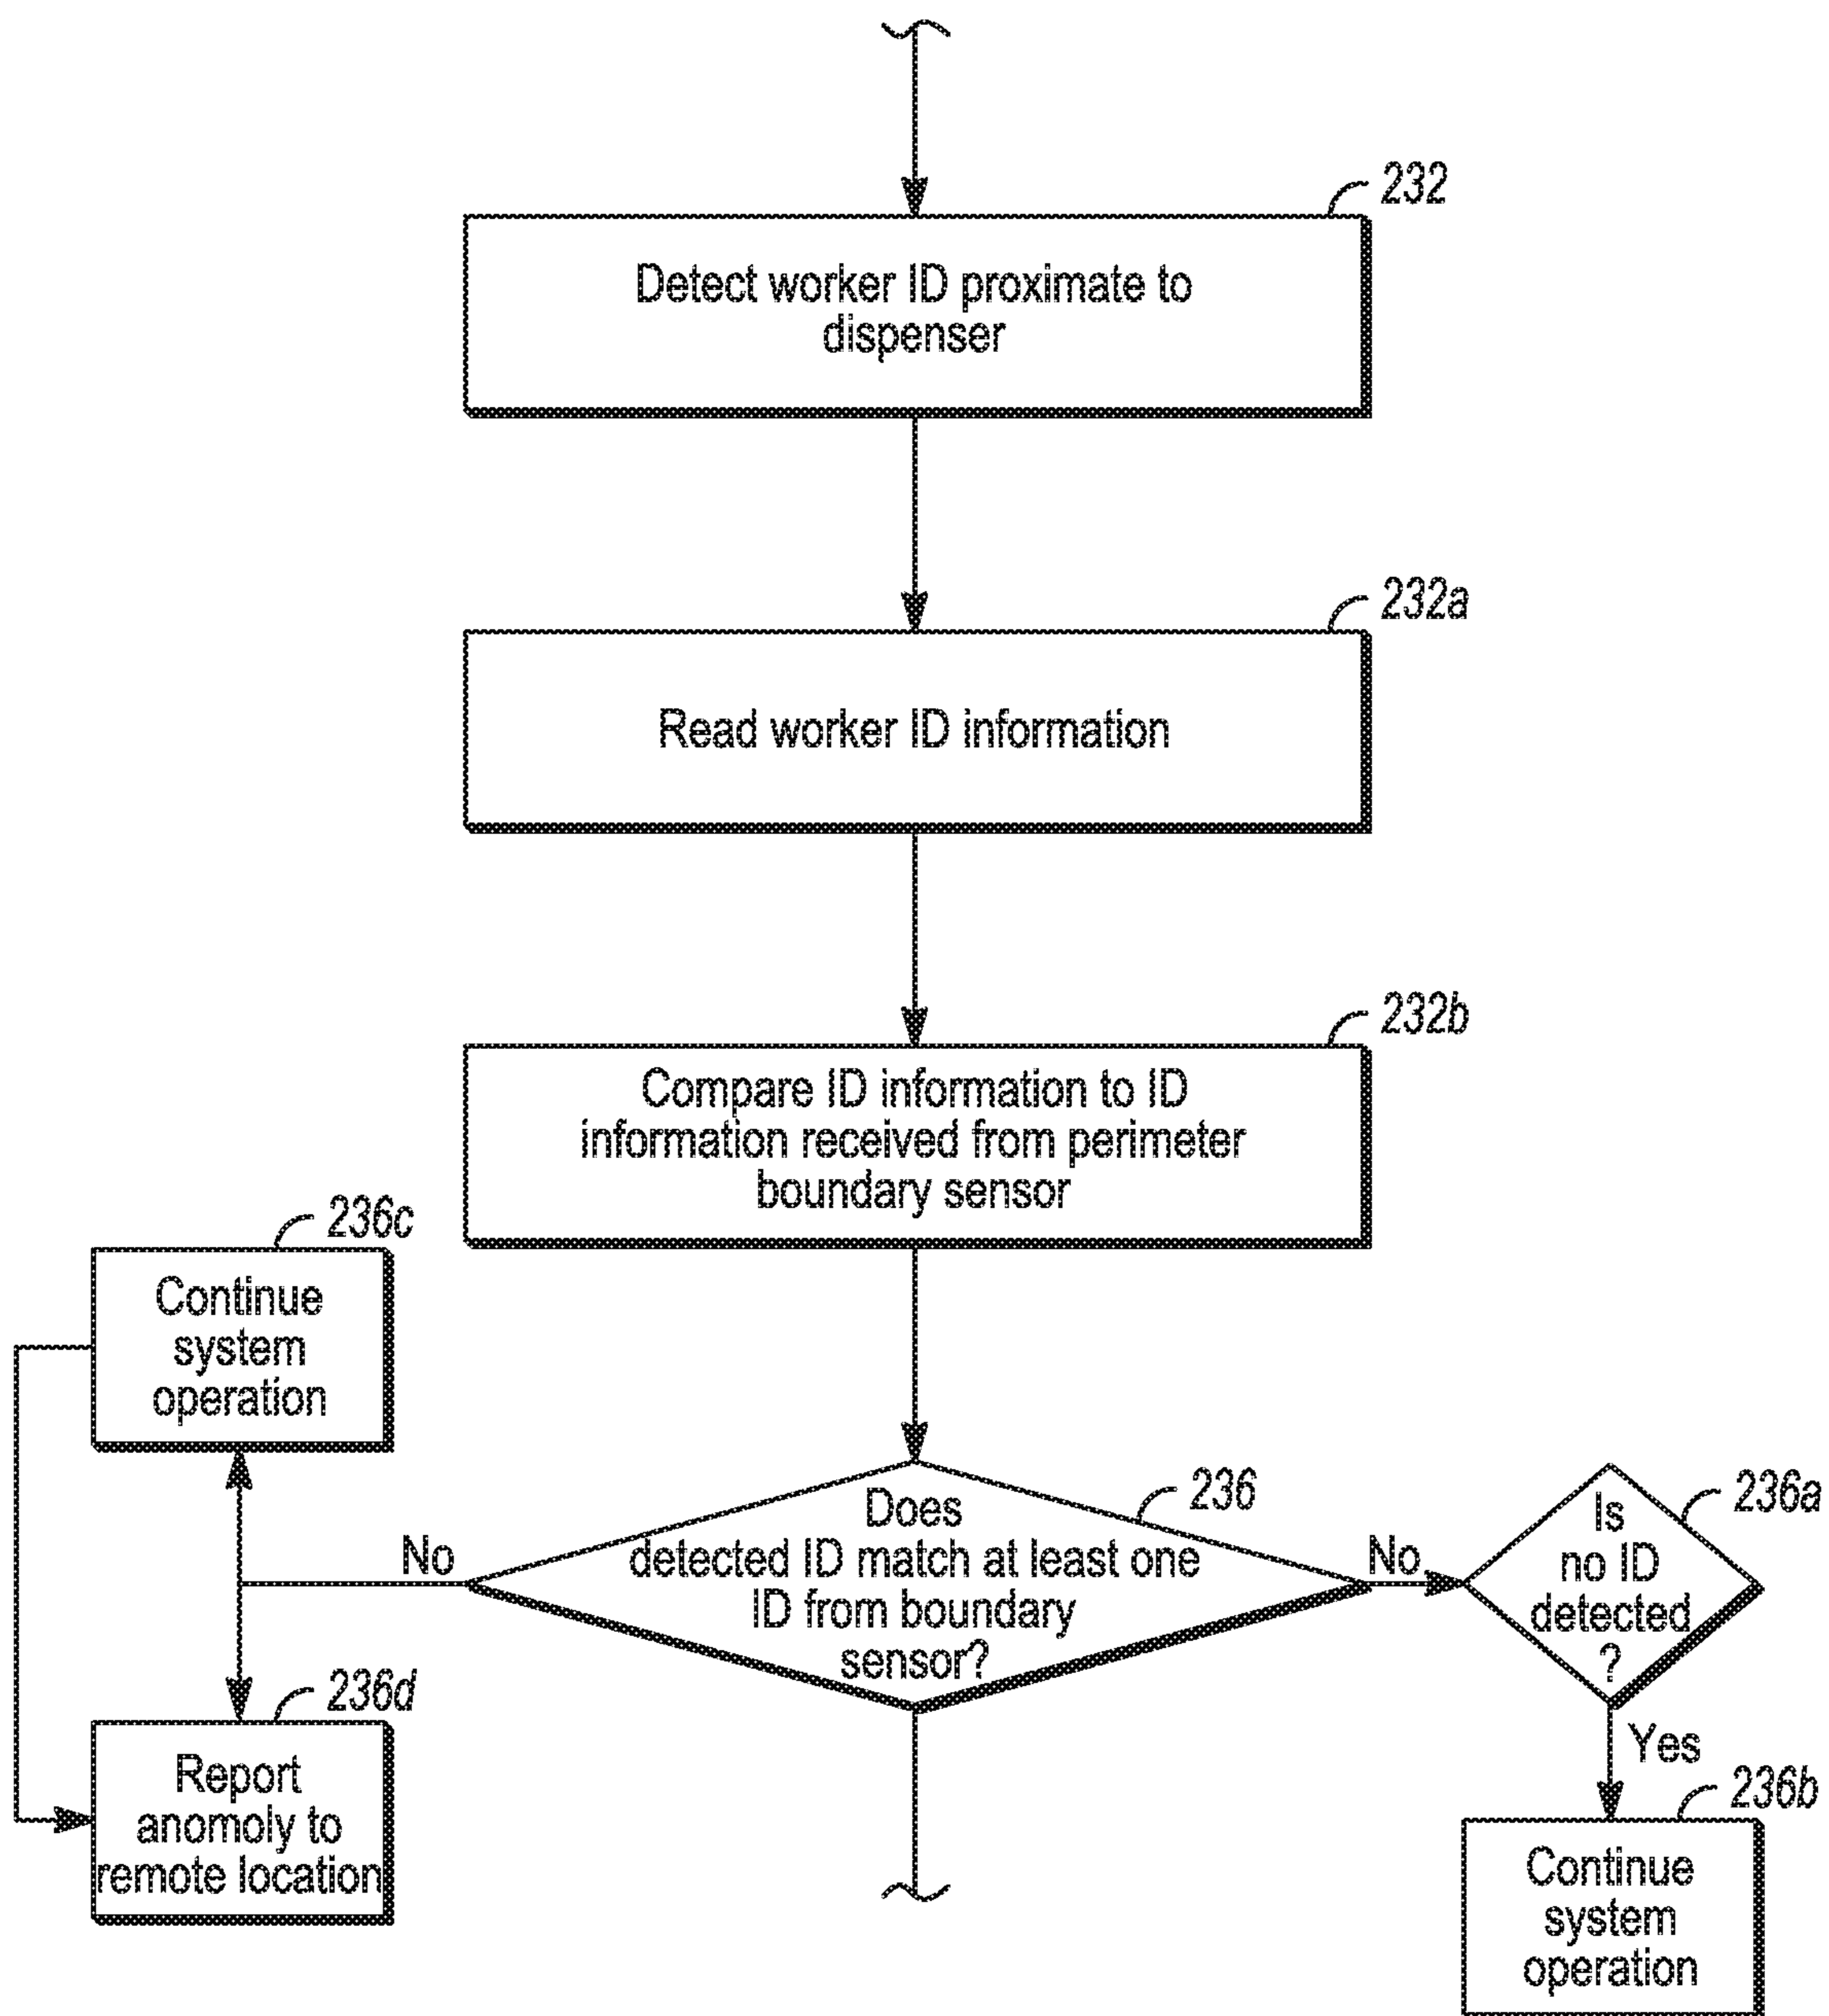 232
Detect worker ID proximate to
dispenser
232a
Read worker ID information
232b
Compare ID information to ID
information received from perimeter
boundary sensor
236c
Continue
system
operation
236
Does
detected ID match at least one
ID from boundary
sensor?
No
No
236a
Is
no ID
detected
?
Yes
236d
Report
anomoly to
remote location
236b
Continue
system
operation